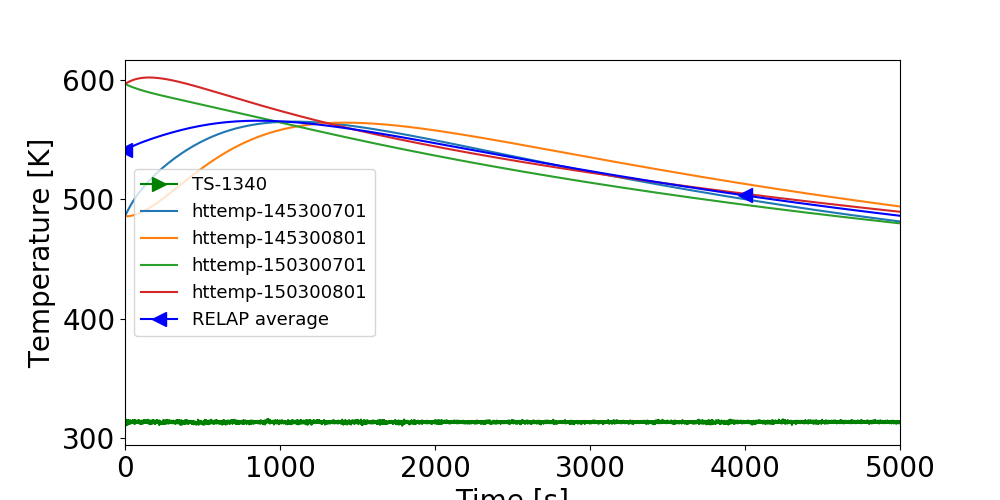 Temperature [K]
600
500
400
300
TS-1340
httemp-145300701
httemp-145300801
httemp-150300701
httemp-150300801
RELAP average
0 1000 2000 3000 4000 5000
Time [s]